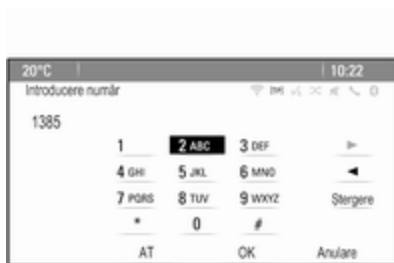 20°C 10:22
Introducere număr
1385
1 2 ABC 3 DEF
4 GHI 5 JKL 6 MNO
7 PQRS 8 TUV 9 WXYZ Ștergere
* 0 #
AT OK Anulare